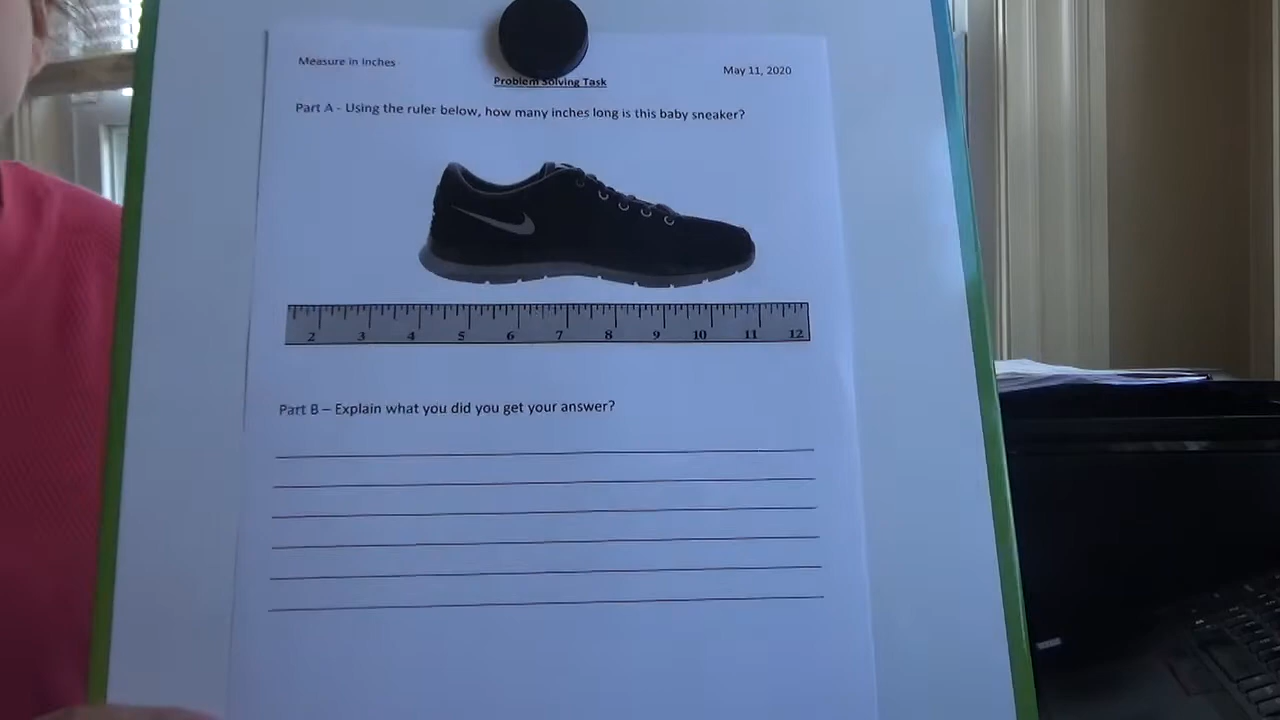 Measure in Inches
May 11, 2020
Problem Solving Task
Part A - Using the ruler below, how many inches long is this baby sneaker?
2 3 4 5 6 7 8 9 10 11 12
Part B – Explain what you did you get your answer?